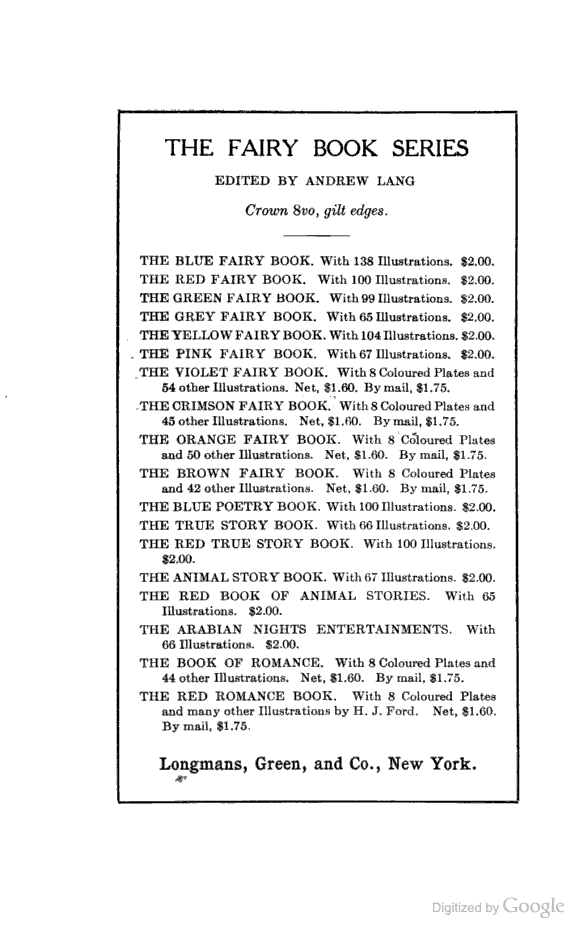 THE FAIRY BOOK SERIES
EDITED BY ANDREW LANG
Crown 8vo, gilt edges.
THE BLUE FAIRY BOOK. With 138 Illustrations. $2.00.
THE RED FAIRY BOOK. With 100 Illustrations. $2.00.
THE GREEN FAIRY BOOK. With 99 Illustrations. $2.00.
THE GREY FAIRY BOOK. With 65 Illustrations. $2.00.
THE YELLOW FAIRY BOOK. With 104 Illustrations. $2.00.
THE PINK FAIRY BOOK. With 67 Illustrations. $2.00.
THE VIOLET FAIRY BOOK. With 8 Coloured Plates and
54 other Illustrations. Net, $1.60. By mail, $1.75.
THE CRIMSON FAIRY BOOK. With 8 Coloured Plates and
45 other Illustrations. Net, $1.60. By mail, $1.75.
THE ORANGE FAIRY BOOK. With 8 Coloured Plates
and 50 other Illustrations. Net, $1.60. By mail, $1.75.
THE BROWN FAIRY BOOK. With 8 Coloured Plates
and 42 other Illustrations. Net, $1.60. By mail, $1.75.
THE BLUE POETRY BOOK. With 100 Illustrations. $2.00.
THE TRUE STORY BOOK. With 66 Illustrations. $2.00.
THE RED TRUE STORY BOOK. With 100 Illustrations.
$2.00.
THE ANIMAL STORY BOOK. With 67 Illustrations. $2.00.
THE RED BOOK OF ANIMAL STORIES. With 65
Illustrations. $2.00.
THE ARABIAN NIGHTS ENTERTAINMENTS. With
66 Illustrations. $2.00.
THE BOOK OF ROMANCE. With 8 Coloured Plates and
44 other Illustrations. Net, $1.60. By mail, $1.75.
THE RED ROMANCE BOOK. With 8 Coloured Plates
and many other Illustrations by H. J. Ford. Net, $1.60.
By mail, $1.75.
Longmans, Green, and Co., New York.
Digitized by Google